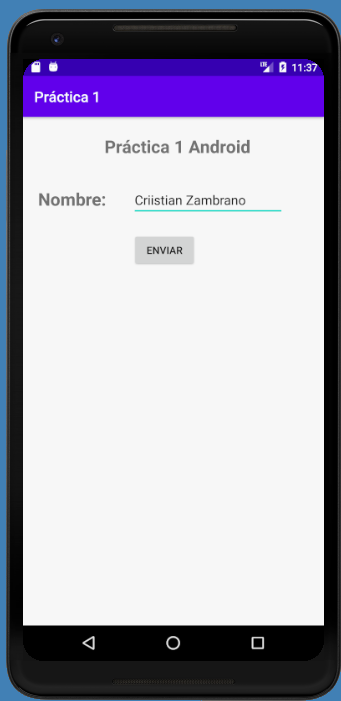 11:37
Práctica 1
Práctica 1 Android
Nombre: Criistian Zambrano
ENVIAR